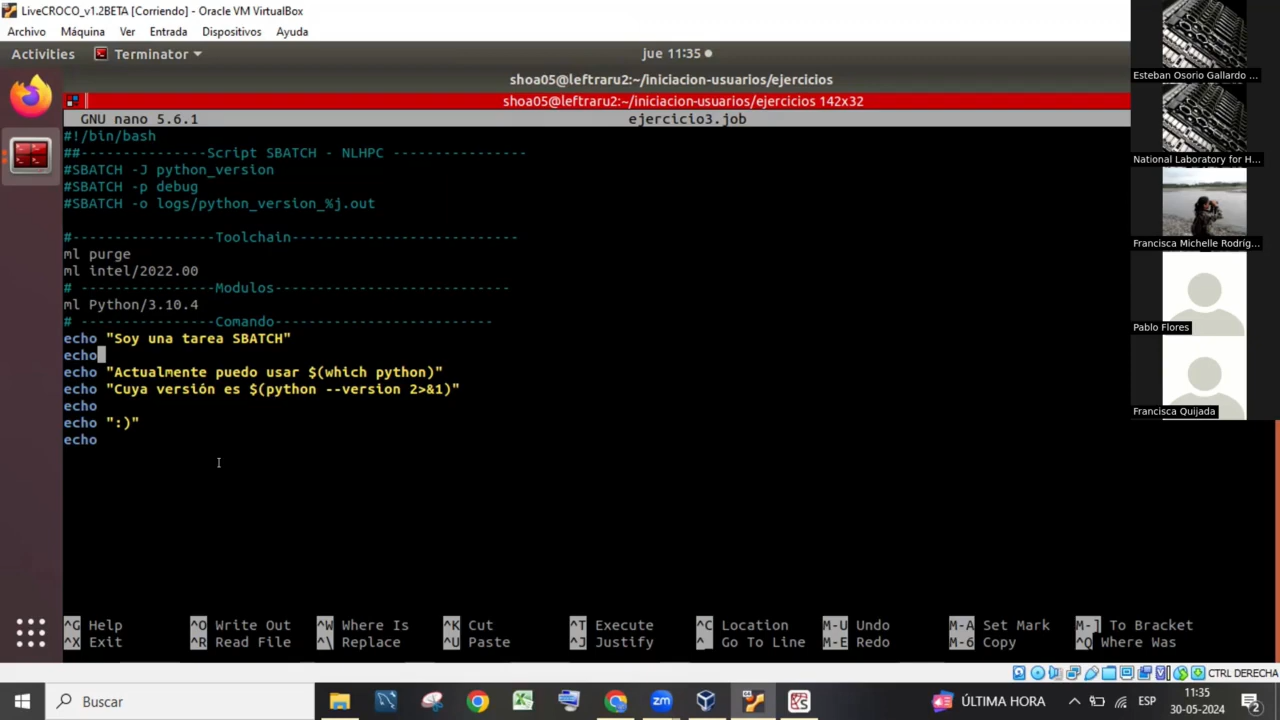 LiveCROCO_v1.2BETA [Corriendo] - Oracle VM VirtualBox
Archivo Máquina Ver Entrada Dispositivos Ayuda
Activities Terminator jue 11:35
shoa05@leftraru2:~/iniciacion-usuarios/ejercicios
shoa05@leftraru2:~/iniciacion-usuarios/ejercicios 142x32
GNU nano 5.6.1 ejercicio3.job
#!/bin/bash
##---------------Script SBATCH - NLHPC ----------------
#SBATCH -J python_version
#SBATCH -p debug
#SBATCH -o logs/python_version_%j.out
#-----------------Toolchain---------------------------
ml purge
ml intel/2022.00
# ----------------Modulos----------------------------
ml Python/3.10.4
# ----------------Comando--------------------------
echo "Soy una tarea SBATCH"
echo
echo "Actualmente puedo usar $(which python)"
echo "Cuya versión es $(python --version 2>&1)"
echo
echo ":)"
echo
^G Help ^O Write Out ^W Where Is ^K Cut ^T Execute ^C Location M-U Undo M-A Set Mark M-] To Bracket
^X Exit ^R Read File ^\ Replace ^U Paste ^J Justify ^_ Go To Line M-E Redo M-6 Copy ^Q Where Was
Esteban Osorio Gallardo ...
National Laboratory for H...
Francisca Michelle Rodríg...
Pablo Flores
Francisca Quijada
CTRL DERECHA
Buscar
zm
ÚLTIMA HORA
ESP
11:35
30-05-2024
2